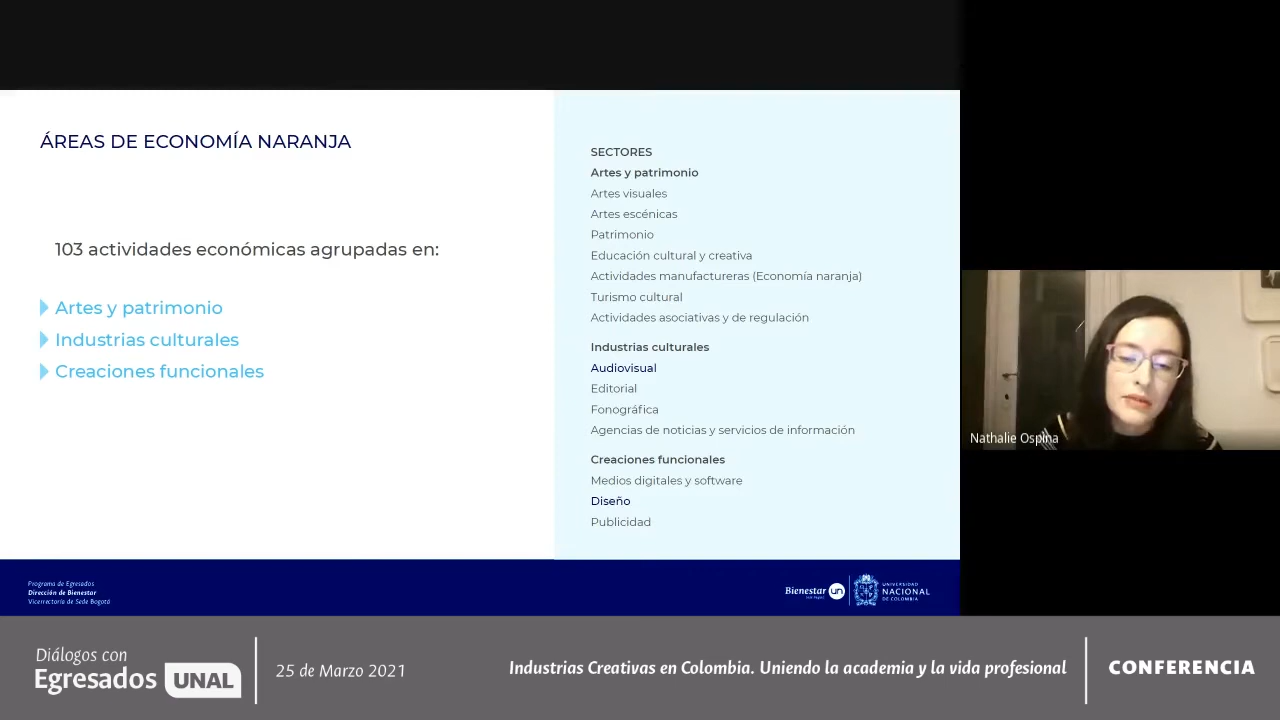 ÁREAS DE ECONOMÍA NARANJA
103 actividades económicas agrupadas en:
Artes y patrimonio
Industrias culturales
Creaciones funcionales
SECTORES
Artes y patrimonio
Artes visuales
Artes escénicas
Patrimonio
Educación cultural y creativa
Actividades manufactureras (Economía naranja)
Turismo cultural
Actividades asociativas y de regulación
Industrias culturales
Audiovisual
Editorial
Fonográfica
Agencias de noticias y servicios de información
Creaciones funcionales
Medios digitales y software
Diseño
Publicidad
Nathalie Ospina
Programa de Egresados
Dirección de Bienestar
Vicerrectoría de Sede Bogotá
Bienestar un
UNIVERSIDAD
NACIONAL
DE COLOMBIA
Diálogos con
Egresados UNAL
25 de Marzo 2021
Industrias Creativas en Colombia. Uniendo la academia y la vida profesional
CONFERENCIA